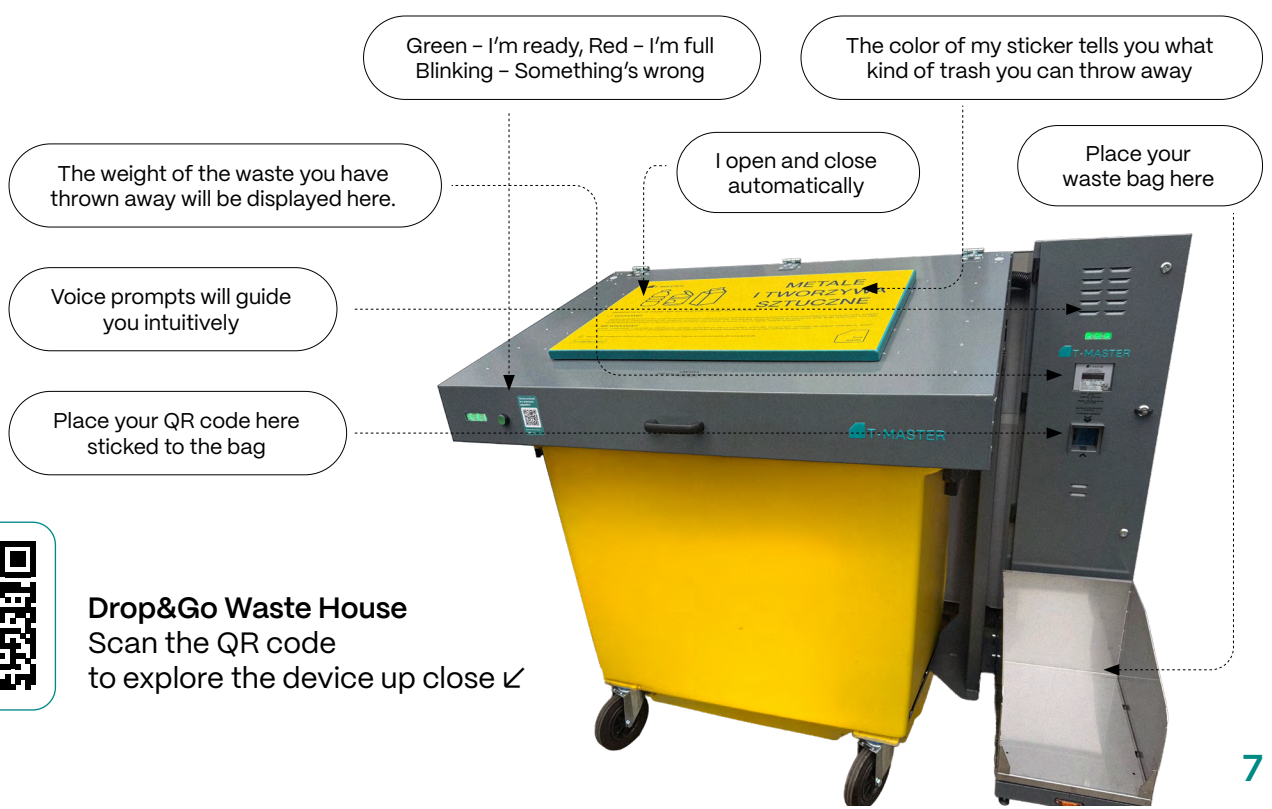 Green – I'm ready, Red – I'm full
Blinking – Something's wrong
The color of my sticker tells you what
kind of trash you can throw away
The weight of the waste you have
thrown away will be displayed here.
I open and close
automatically
Place your
waste bag here
Voice prompts will guide
you intuitively
Place your QR code here
sticked to the bag
METALE
I TWORZYWA
SZTUCZNE
T-MASTER
T-MASTER
Drop&Go Waste House
Scan the QR code
to explore the device up close ↙
7